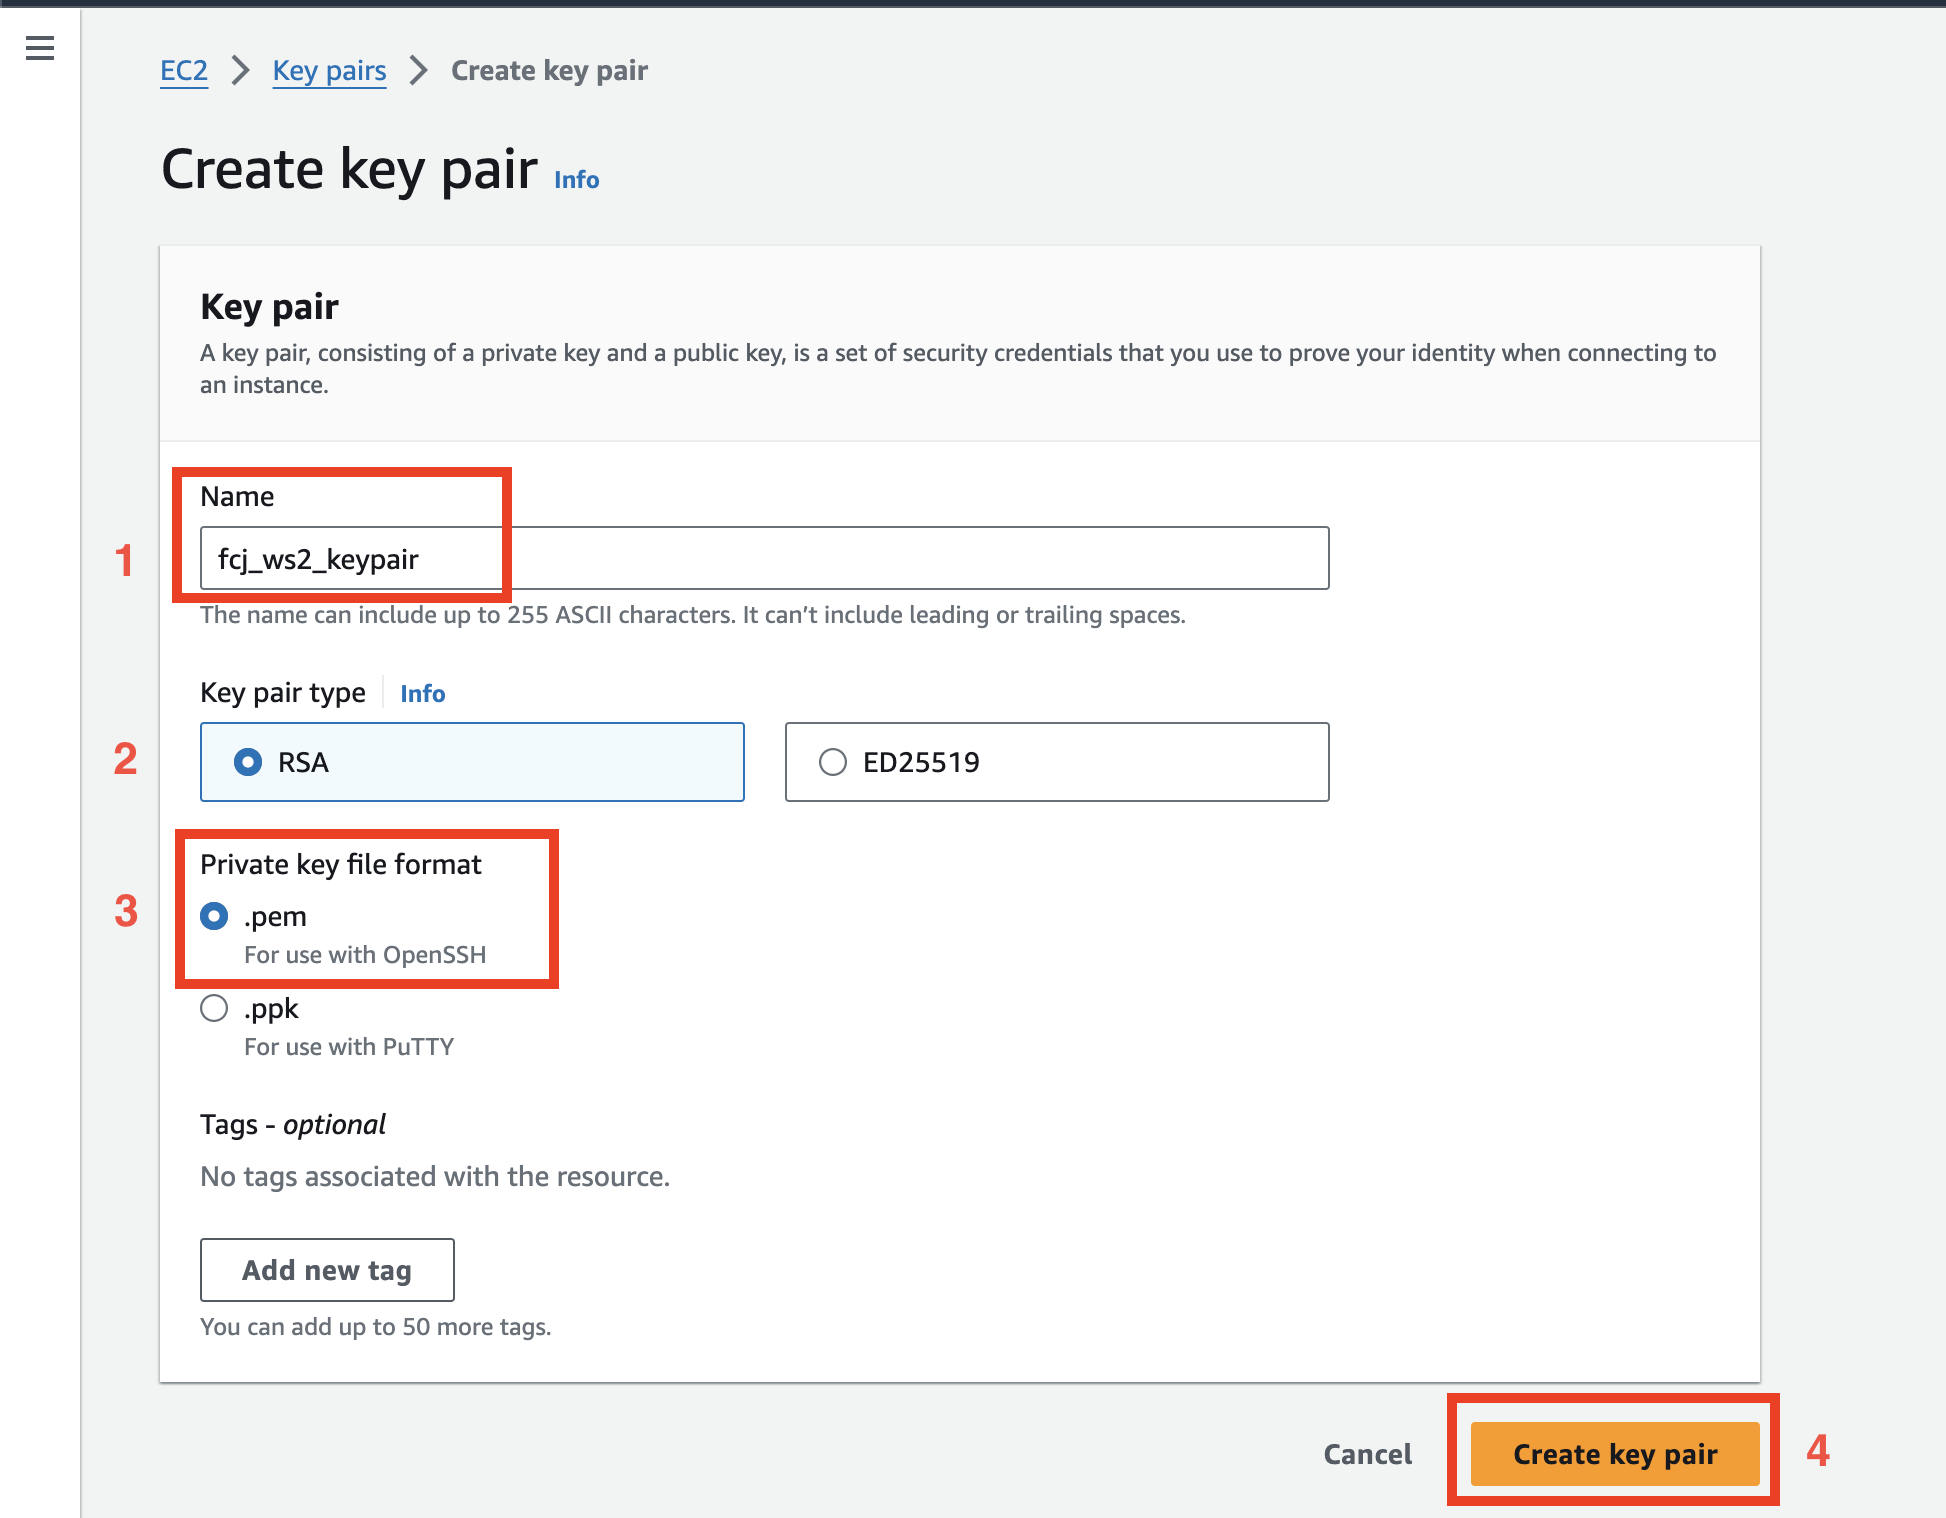 EC2 > Key pairs > Create key pair
Create key pair Info
Key pair
A key pair, consisting of a private key and a public key, is a set of security credentials that you use to prove your identity when connecting to
an instance.
Name
1
fcj_ws2_keypair
The name can include up to 255 ASCII characters. It can’t include leading or trailing spaces.
Key pair type Info
2
RSA
ED25519
Private key file format
3
.pem
For use with OpenSSH
.ppk
For use with PuTTY
Tags - optional
No tags associated with the resource.
Add new tag
You can add up to 50 more tags.
Cancel
Create key pair
4